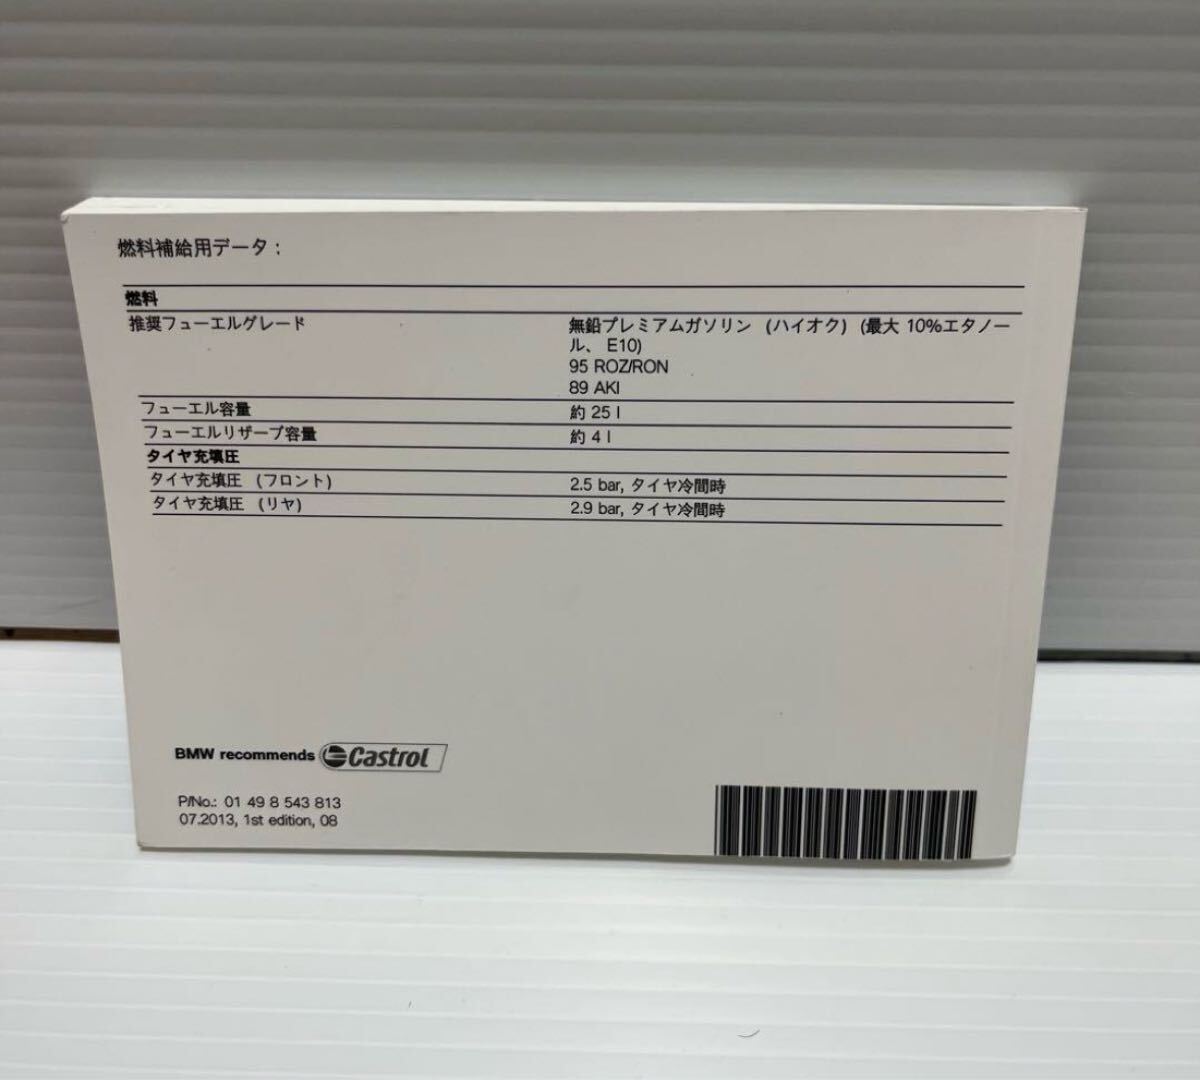 燃料補給用データ：
燃料
推奨フューエルグレード
無鉛プレミアムガソリン (ハイオク) (最大 10%エタノー
ル、 E10)
95 ROZ/RON
89 AKI
フューエル容量 約 25 l
フューエルリザーブ容量 約 4 l
タイヤ充填圧
タイヤ充填圧 (フロント) 2.5 bar, タイヤ冷間時
タイヤ充填圧 (リヤ) 2.9 bar, タイヤ冷間時
BMW recommends Castrol
P/No.: 01 49 8 543 813
07.2013, 1st edition, 08